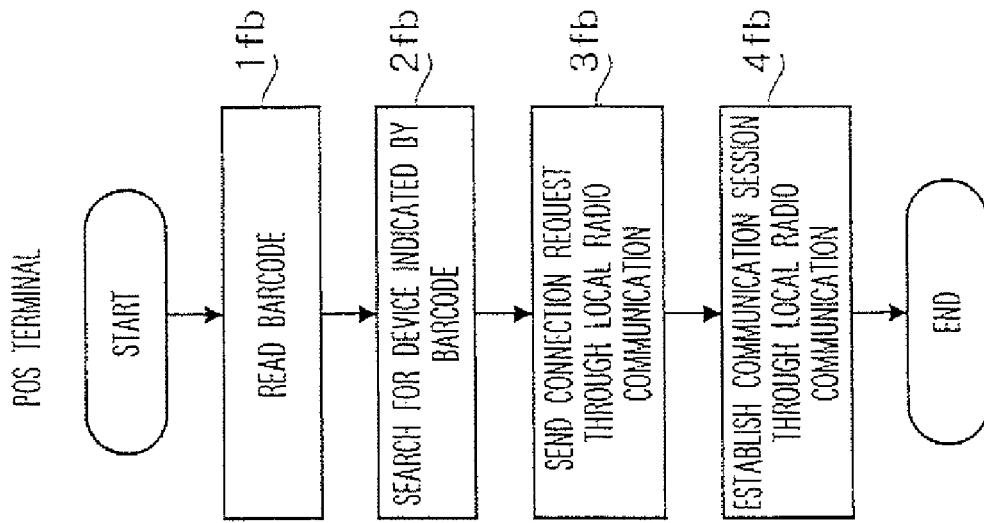 POS TERMINAL
START
READ BARCODE
1fb
SEARCH FOR DEVICE INDICATED BY
BARCODE
2fb
SEND CONNECTION REQUEST
THROUGH LOCAL RADIO
COMMUNICATION
3fb
ESTABLISH COMMUNICATION SESSION
THROUGH LOCAL RADIO
COMMUNICATION
4fb
END